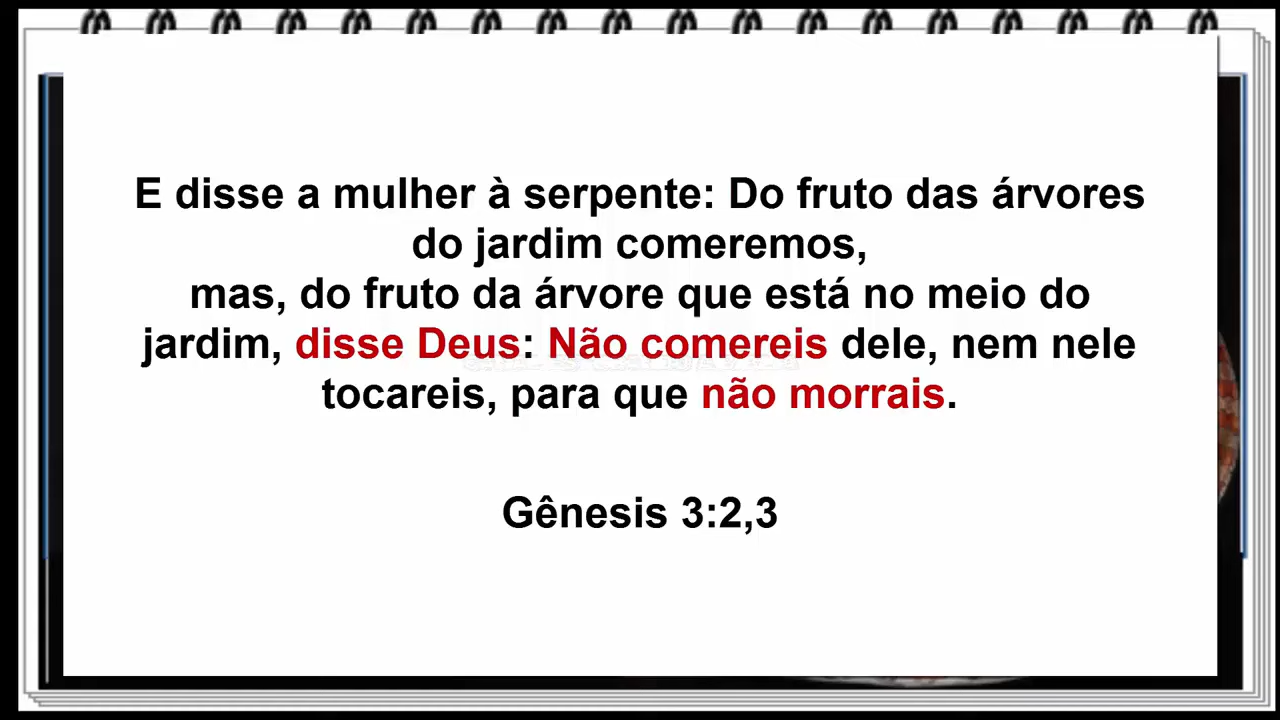 E disse a mulher à serpente: Do fruto das árvores
do jardim comeremos,
mas, do fruto da árvore que está no meio do
jardim, disse Deus: Não comereis dele, nem nele
tocareis, para que não morrais.
Gênesis 3:2,3